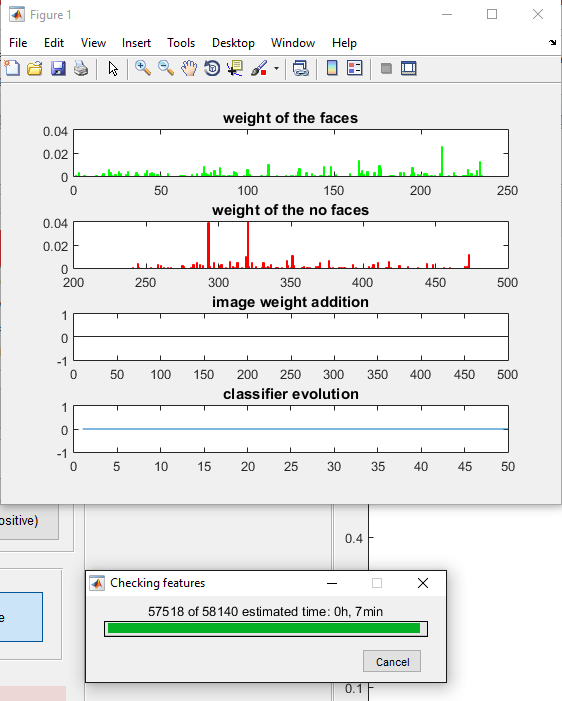 Figure 1
File Edit View Insert Tools Desktop Window Help
weight of the faces
0.04
0.02
0
0 50 100 150 200 250
weight of the no faces
0.04
0.02
0
200 250 300 350 400 450 500
image weight addition
1
0
-1
0 50 100 150 200 250 300 350 400 450 500
classifier evolution
1
0
-1
0 5 10 15 20 25 30 35 40 45 50
ositive)
0.4
e
Checking features
57518 of 58140 estimated time: 0h, 7min
Cancel
0.1